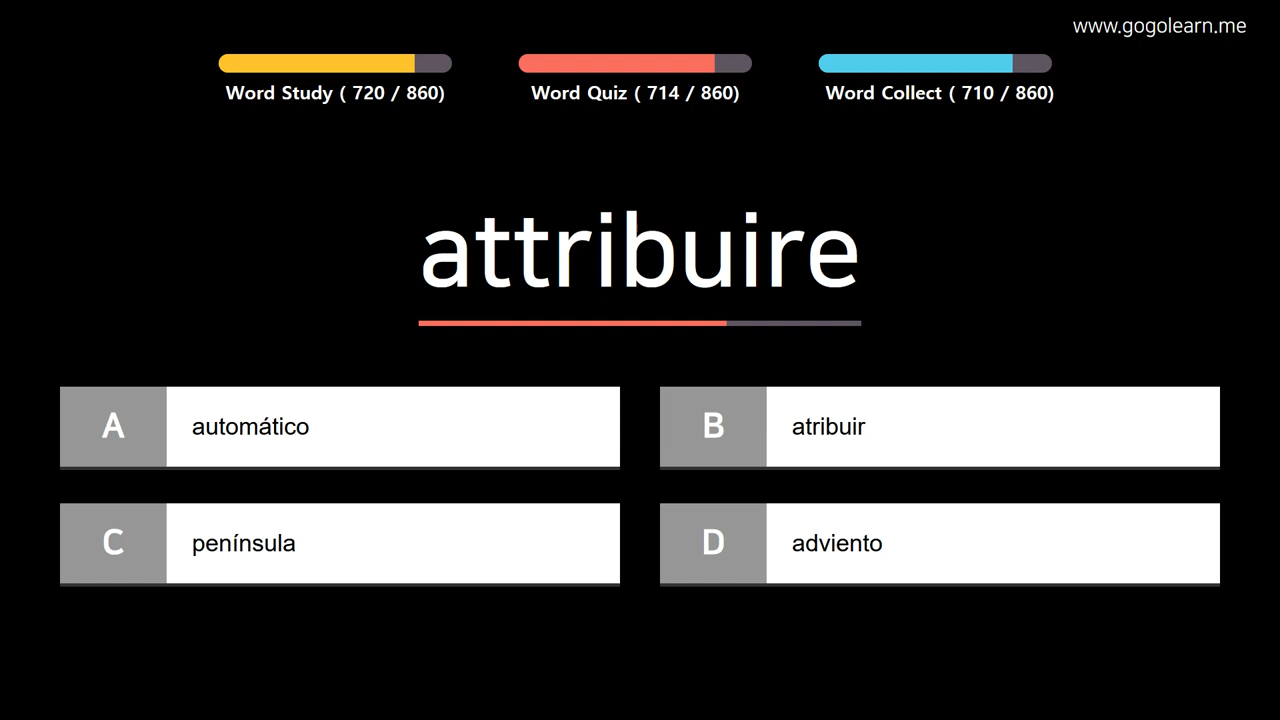 www.gogolearn.me
Word Study ( 720 / 860)
Word Quiz ( 714 / 860)
Word Collect ( 710 / 860)
attribuire
A automático
B atribuir
C península
D adviento